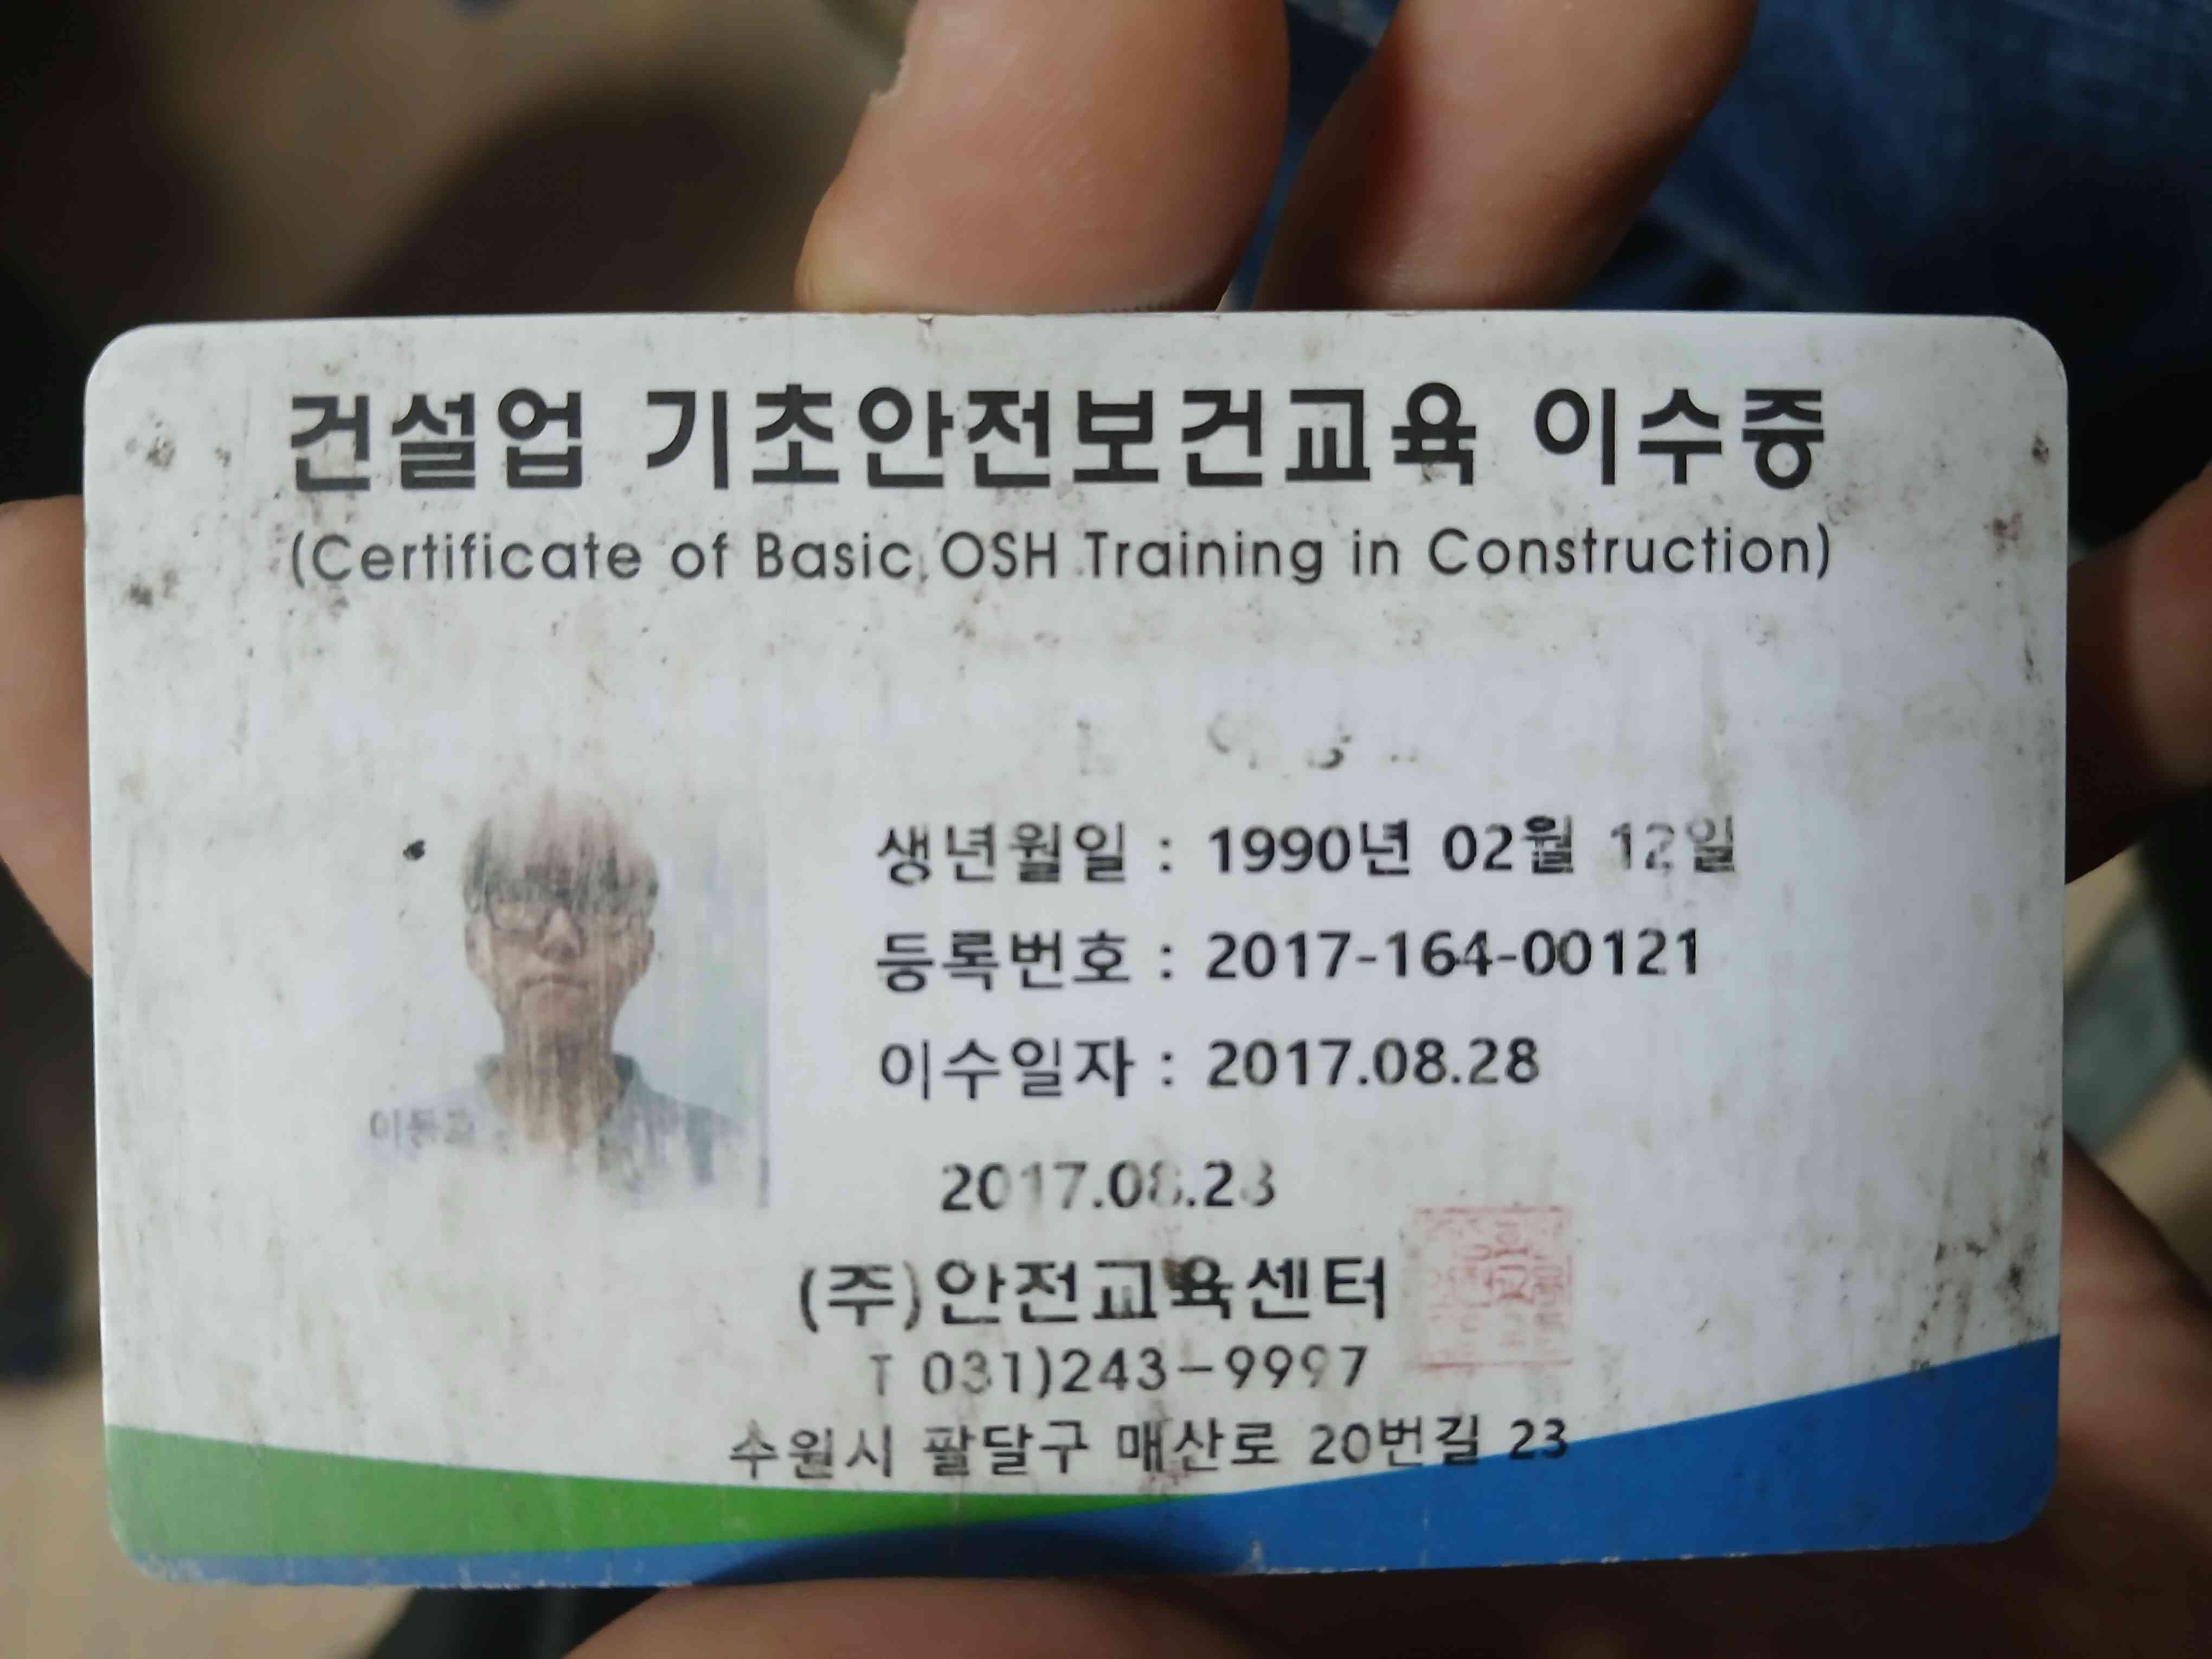 건설업 기초안전보건교육 이수증
(Certificate of Basic OSH Training in Construction)
생년월일 : 1990년 02월 12일
등록번호 : 2017-164-00121
이수일자 : 2017.08.28
2017.08.28
(주)안전교육센터
T 031)243-9997
수원시 팔달구 매산로 20번길 23